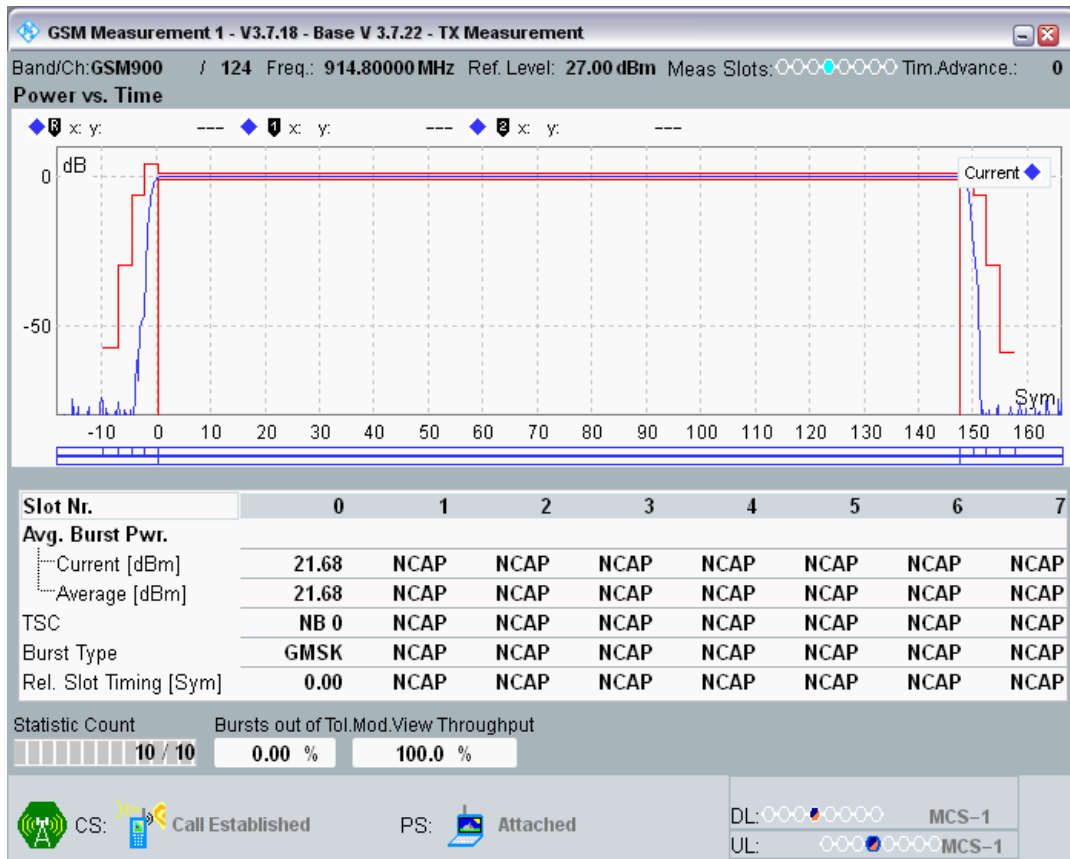 GSM Measurement 1 - V3.7.18 - Base V 3.7.22 - TX Measurement
Band/Ch:GSM900 / 124 Freq.: 914.80000 MHz Ref. Level: 27.00 dBm Meas Slots: Tim.Advance.: 0
Power vs. Time
R x: y: --- 1 x: y: --- 2 x: y: ---
dB
Current
0
-50
Sym
-10 0 10 20 30 40 50 60 70 80 90 100 110 120 130 140 150 160
Slot Nr. 0 1 2 3 4 5 6 7
Avg. Burst Pwr.
Current [dBm] 21.68 NCAP NCAP NCAP NCAP NCAP NCAP NCAP
Average [dBm] 21.68 NCAP NCAP NCAP NCAP NCAP NCAP NCAP
TSC NB 0 NCAP NCAP NCAP NCAP NCAP NCAP NCAP
Burst Type GMSK NCAP NCAP NCAP NCAP NCAP NCAP NCAP
Rel. Slot Timing [Sym] 0.00 NCAP NCAP NCAP NCAP NCAP NCAP NCAP
Statistic Count Bursts out of Tol. Mod.View Throughput
10 / 10 0.00 % 100.0 %
CS: Call Established PS: Attached DL: MCS-1
UL: MCS-1